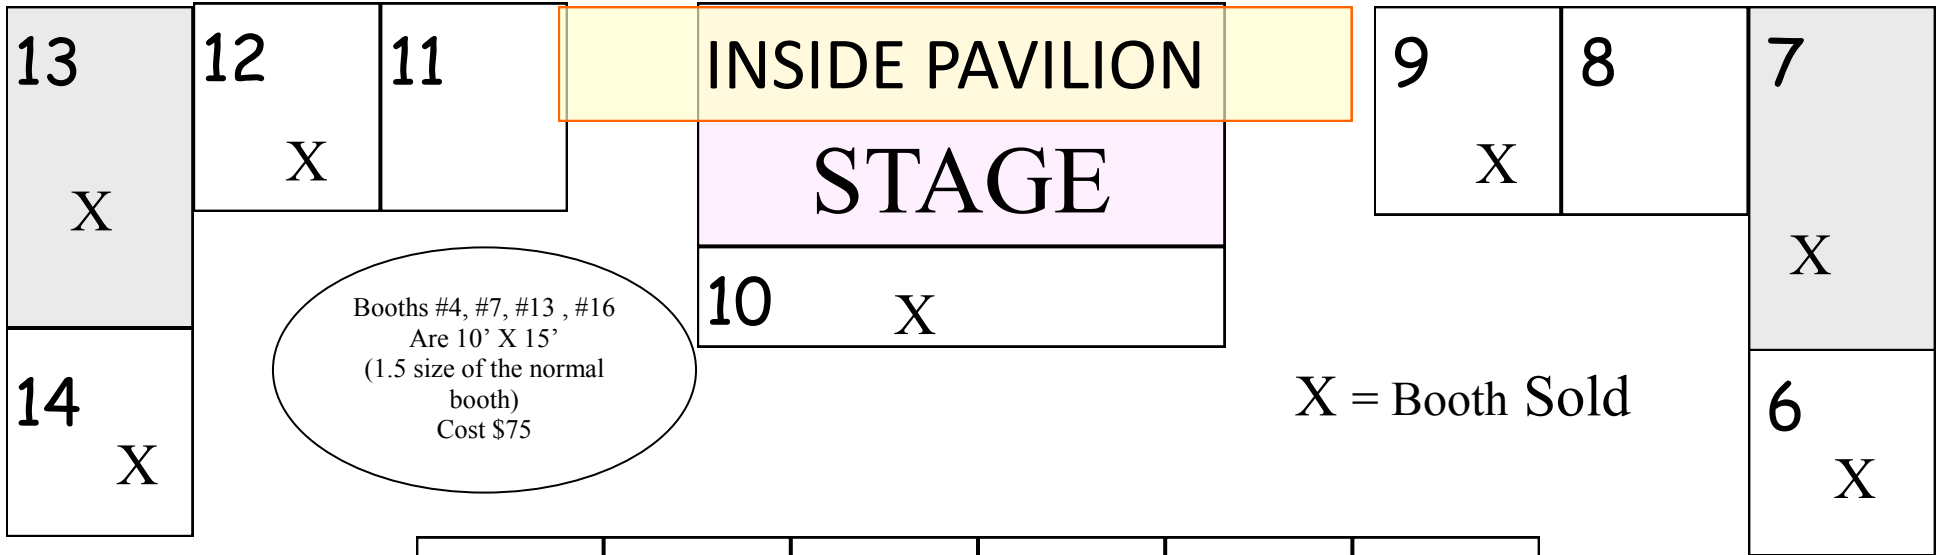 13
12
11
INSIDE PAVILION
9
8
7
X
X
STAGE
X
X
10
X
Booths #4, #7, #13 , #16
Are 10’ X 15’
(1.5 size of the normal
booth)
Cost $75
X = Booth Sold
14
X
6
X